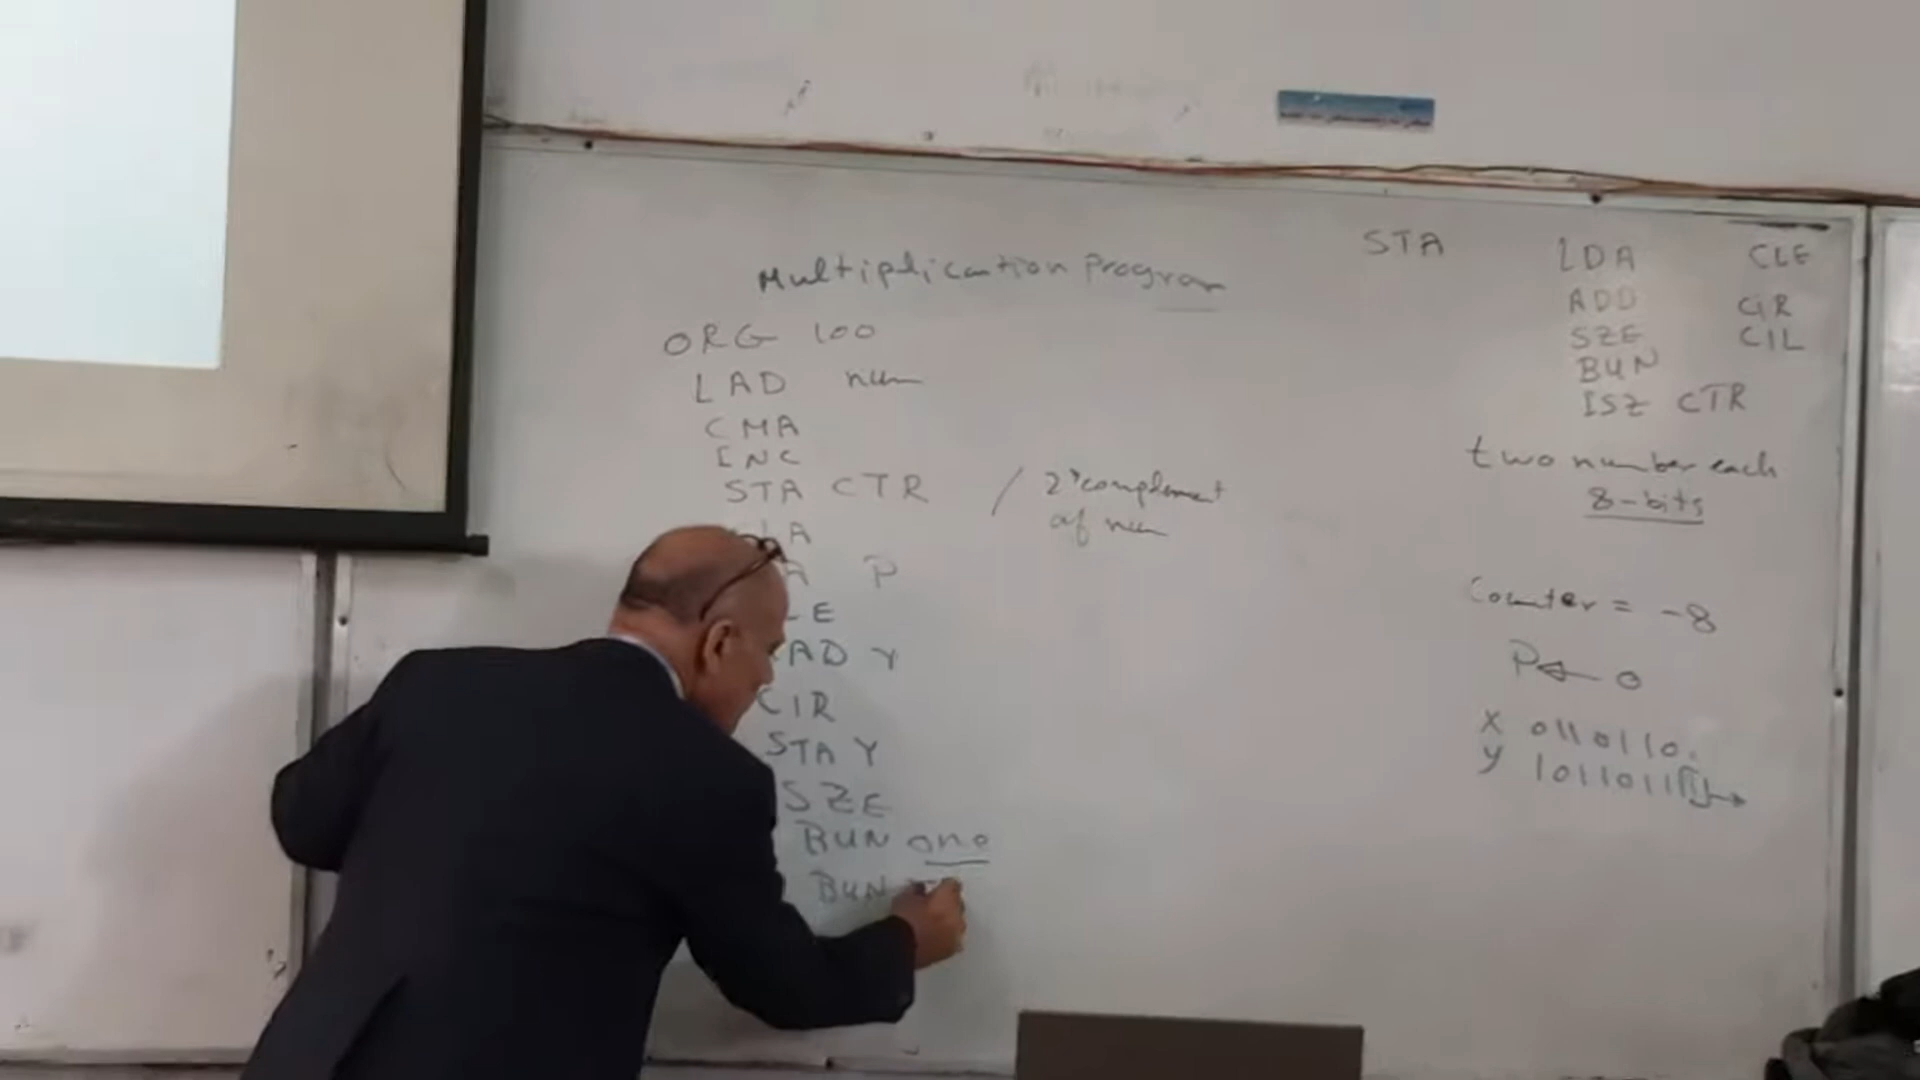 Multiplication Program
ORG 100
LAD num
CMA
INC
STA CTR / 2's complement
of num
A
A P
LE
AD Y
CIR
STA Y
SZE
BUN one
BUN
STA LDA CLE
ADD CIR
SZE CIL
BUN
ISZ CTR
two number each
8-bits
Counter = -8
P ← 0
X 0110110.
Y 1011011